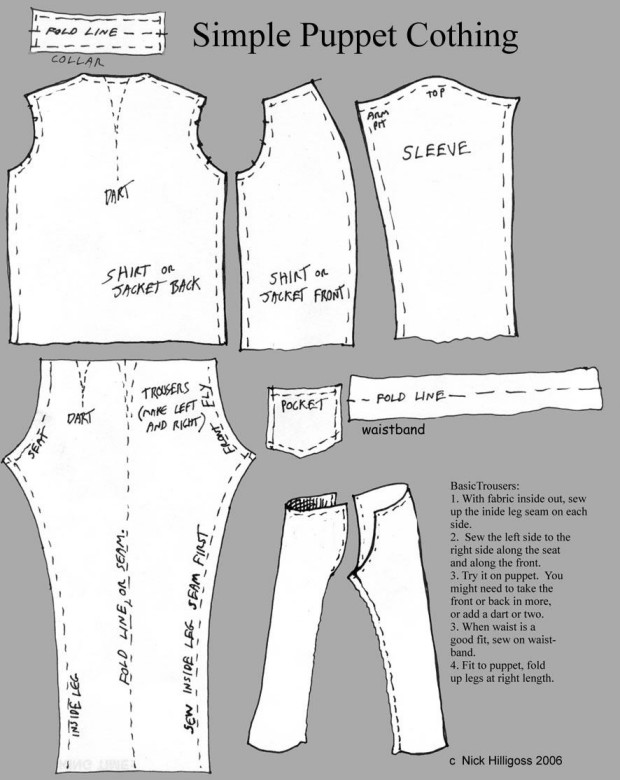 FOLD LINE
COLLAR
Simple Puppet Cothing
DART
SHIRT OR
JACKET BACK
SHIRT OR
JACKET FRONT
ARM
PIT
TOP
SLEEVE
SEAT
DART
TROUSERS
(MAKE LEFT
AND RIGHT)
FRONT FLY
INSIDE LEG
FOLD LINE, OR SEAM.
SEW INSIDE LEG SEAM FIRST
POCKET
FOLD LINE
waistband
BasicTrousers:
1. With fabric inside out, sew
up the inide leg seam on each
side.
2. Sew the left side to the
right side along the seat
and along the front.
3. Try it on puppet. You
might need to take the
front or back in more,
or add a dart or two.
3. When waist is a
good fit, sew on waist-
band.
4. Fit to puppet, fold
up legs at right length.
c Nick Hilligoss 2006